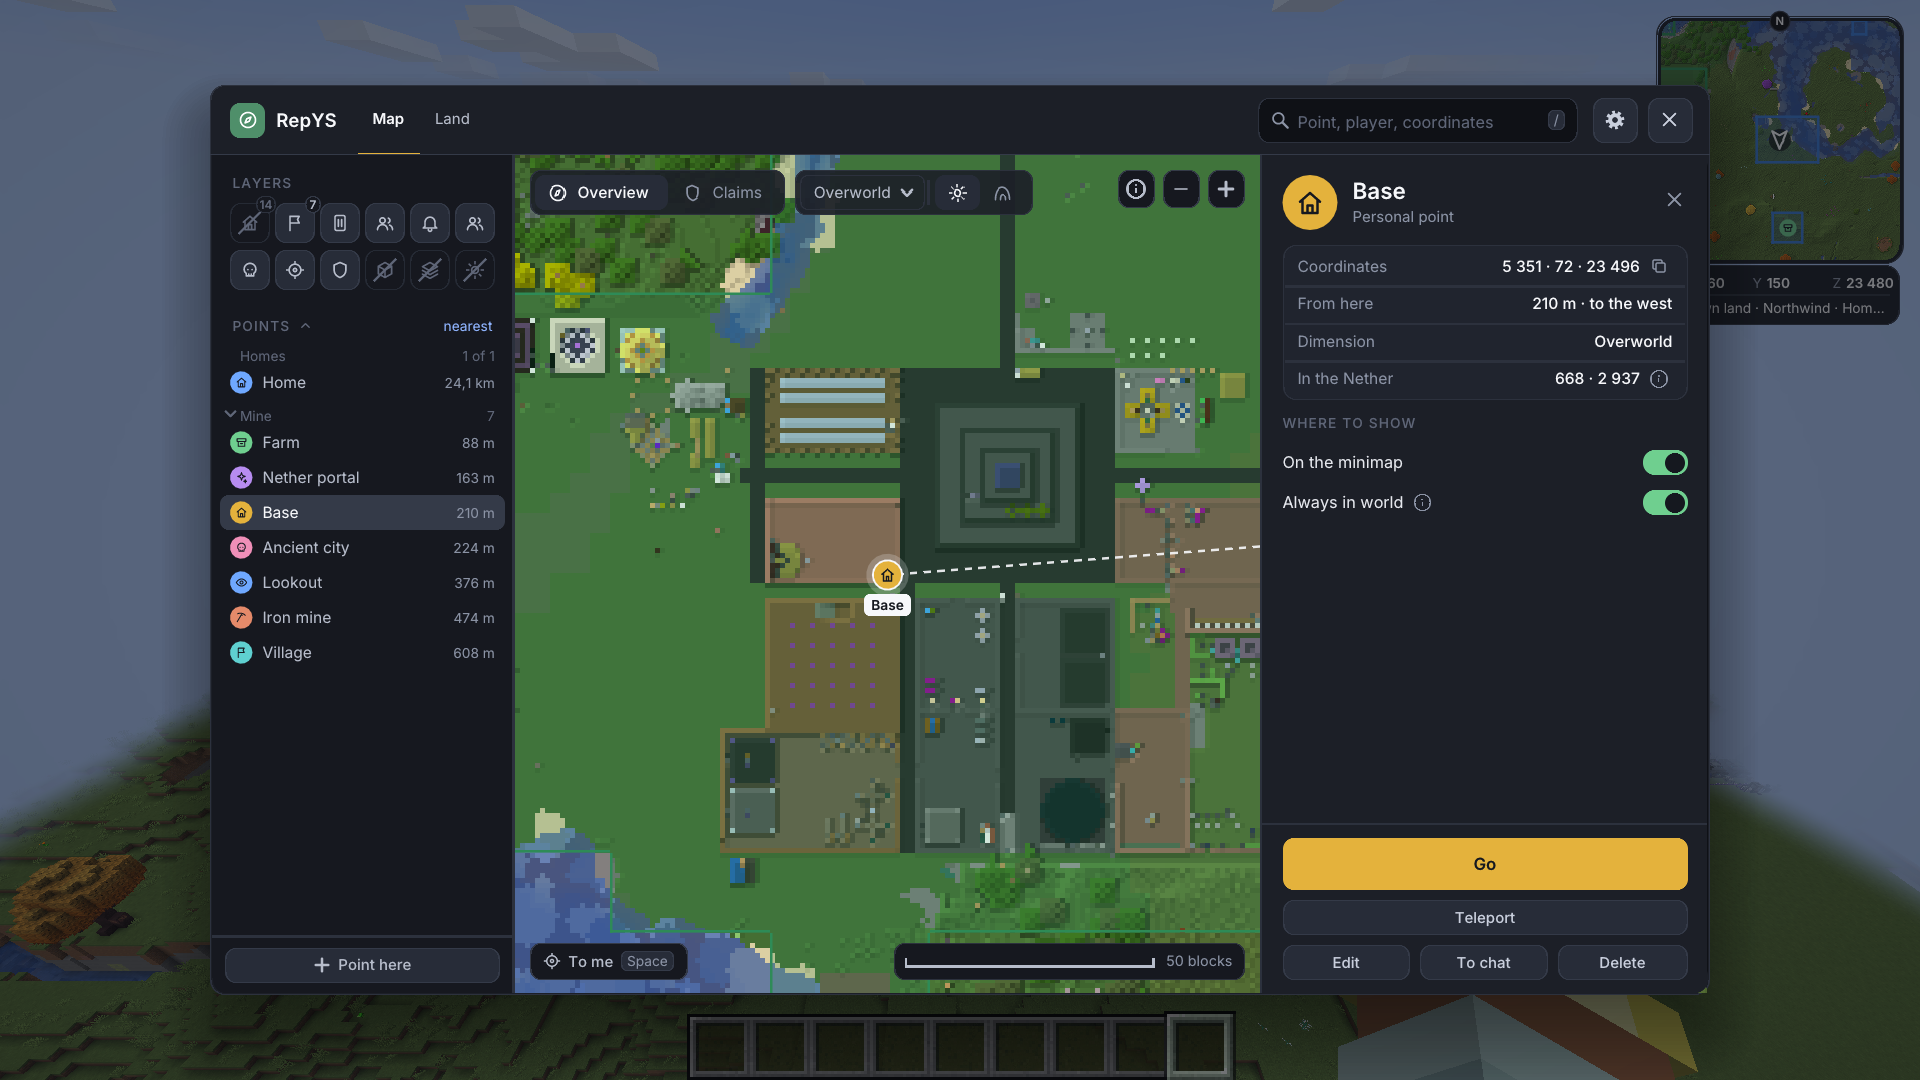 N
RepYS
Map
Land
Point, player, coordinates
/
LAYERS
14
7
POINTS
nearest
Homes
1 of 1
Home
24,1 km
Mine
7
Farm
88 m
Nether portal
163 m
Base
210 m
Ancient city
224 m
Lookout
376 m
Iron mine
474 m
Village
608 m
Point here
Overview
Claims
Overworld
Base
To me
Space
50 blocks
Base
Personal point
Coordinates
5 351 · 72 · 23 496
From here
210 m · to the west
Dimension
Overworld
In the Nether
668 · 2 937
WHERE TO SHOW
On the minimap
Always in world
Go
Teleport
Edit
To chat
Delete
Y 150
Z 23 480
land · Northwind · Hom...